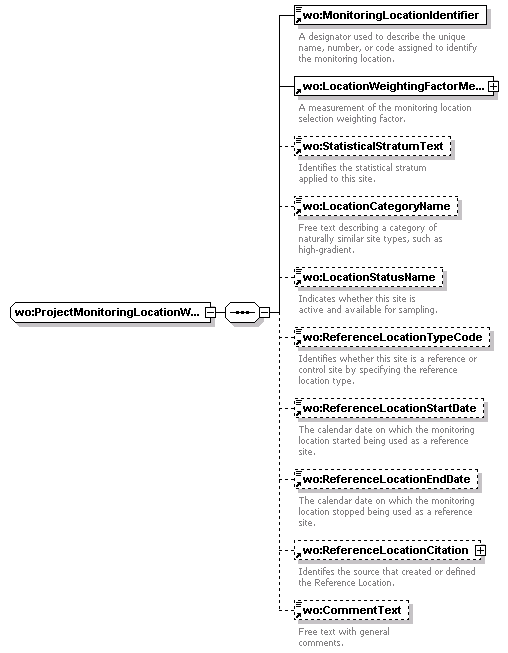 wo:MonitoringLocationIdentifier
A designator used to describe the unique
name, number, or code assigned to identify
the monitoring location.
wo:LocationWeightingFactorMe...
A measurement of the monitoring location
selection weighting factor.
wo:StatisticalStratumText
Identifies the statistical stratum
applied to this site.
wo:LocationCategoryName
Free text describing a category of
naturally similar site types, such as
high-gradient.
wo:LocationStatusName
Indicates whether this site is
active and available for sampling.
wo:ProjectMonitoringLocationW...
wo:ReferenceLocationTypeCode
Identifies whether this site is a reference or
control site by specifying the reference
location type.
wo:ReferenceLocationStartDate
The calendar date on which the monitoring
location started being used as a reference
site.
wo:ReferenceLocationEndDate
The calendar date on which the monitoring
location stopped being used as a reference
site.
wo:ReferenceLocationCitation
Identifes the source that created or defined
the Reference Location.
wo:CommentText
Free text with general
comments.